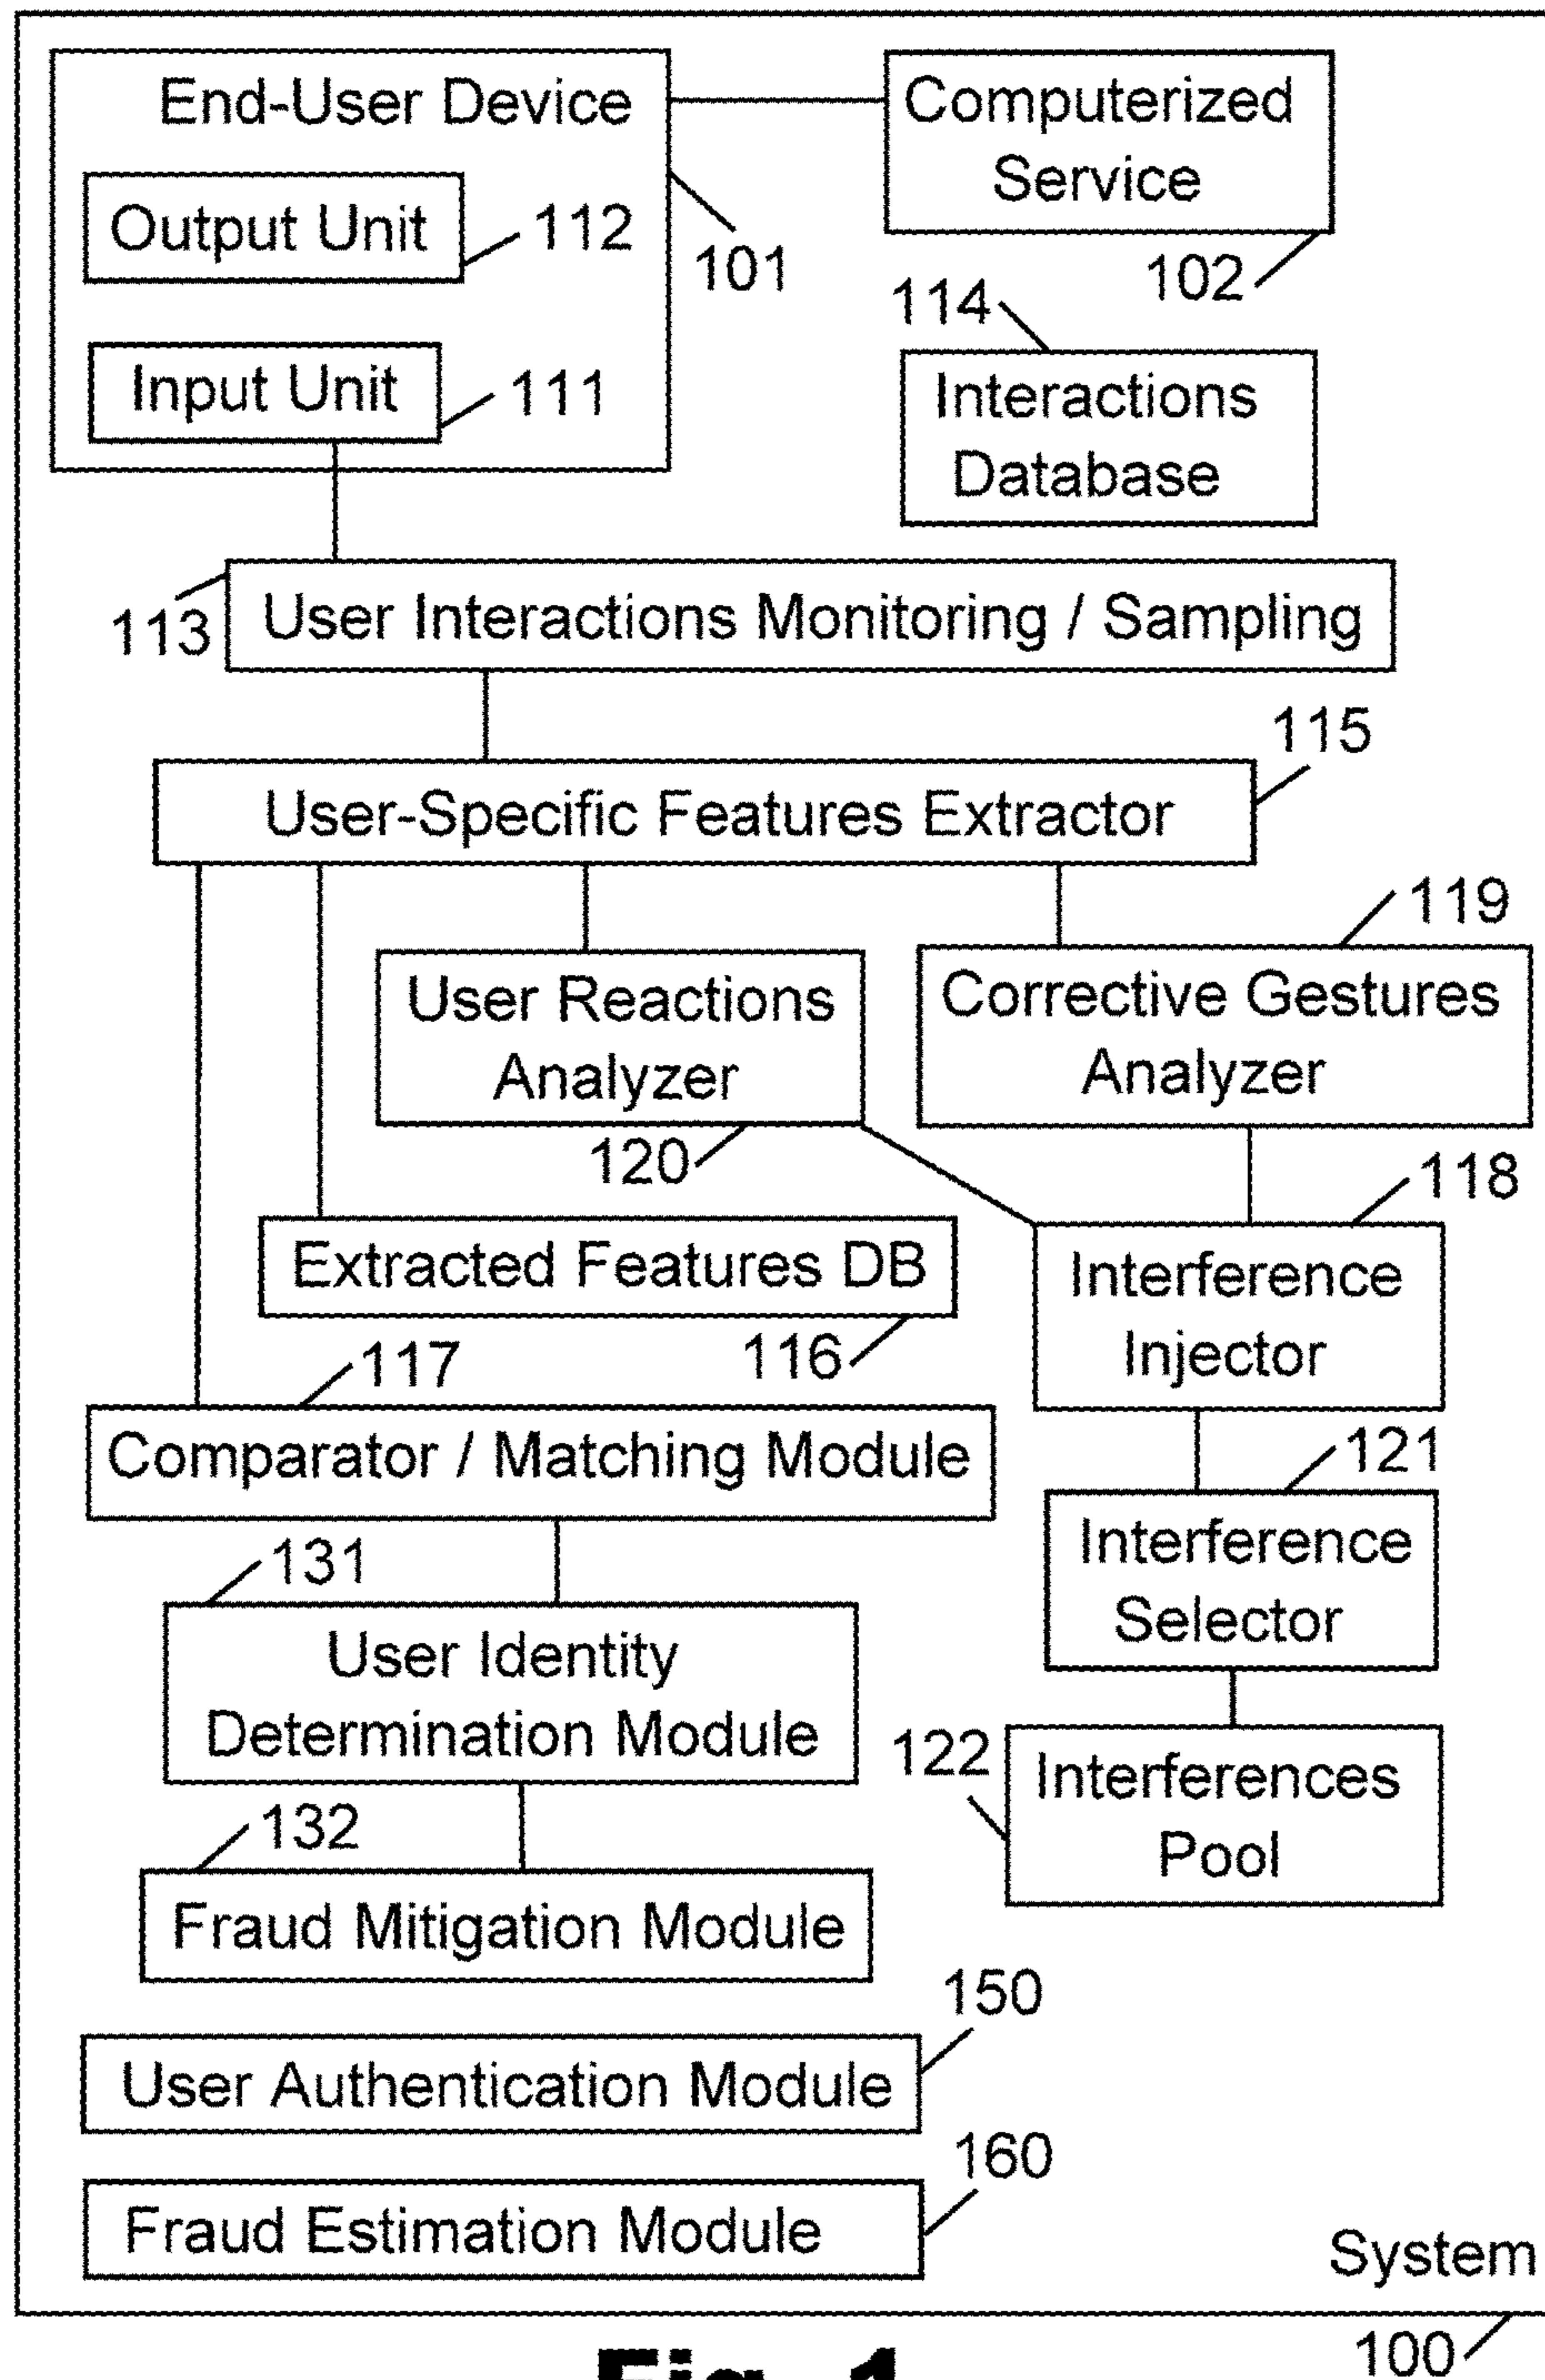 End-User Device
Computerized
Service
Output Unit
112
101
102
114
Input Unit
111
Interactions
Database
113
User Interactions Monitoring / Sampling
115
User-Specific Features Extractor
119
User Reactions
Analyzer
Corrective Gestures
Analyzer
120
118
Extracted Features DB
116
Interference
Injector
117
Comparator / Matching Module
121
131
Interference
Selector
User Identity
Determination Module
122
Interferences
Pool
132
Fraud Mitigation Module
150
User Authentication Module
160
Fraud Estimation Module
System
100
Fig. 1